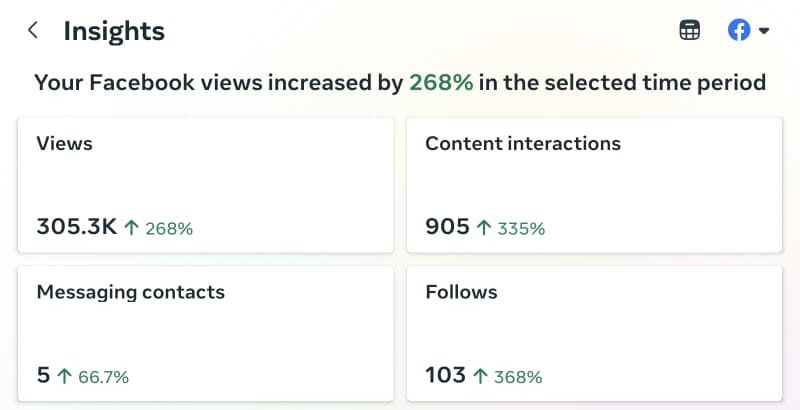 Insights
Your Facebook views increased by 268% in the selected time period
Views
305.3K ↑ 268%
Content interactions
905 ↑ 335%
Messaging contacts
5 ↑ 66.7%
Follows
103 ↑ 368%